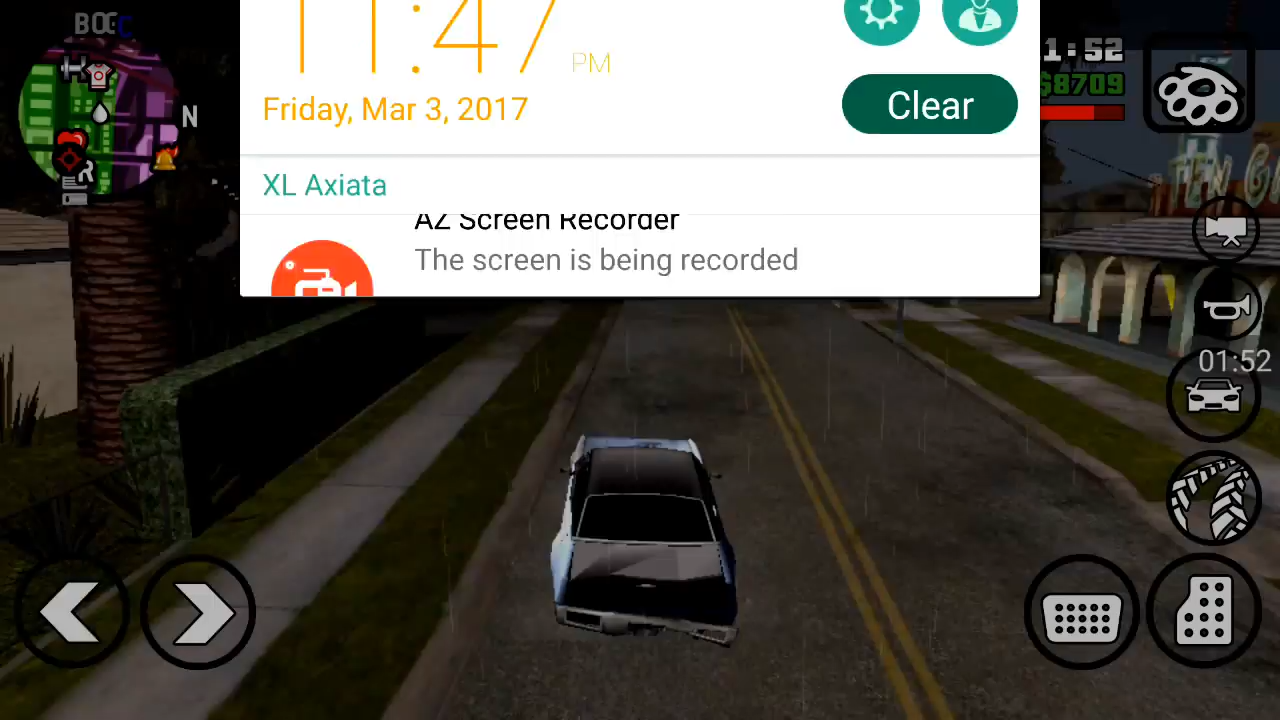 11:47 PM
Friday, Mar 3, 2017
Clear
XL Axiata
AZ Screen Recorder
The screen is being recorded
N
R
1:52
$8709
TEN G
01:52